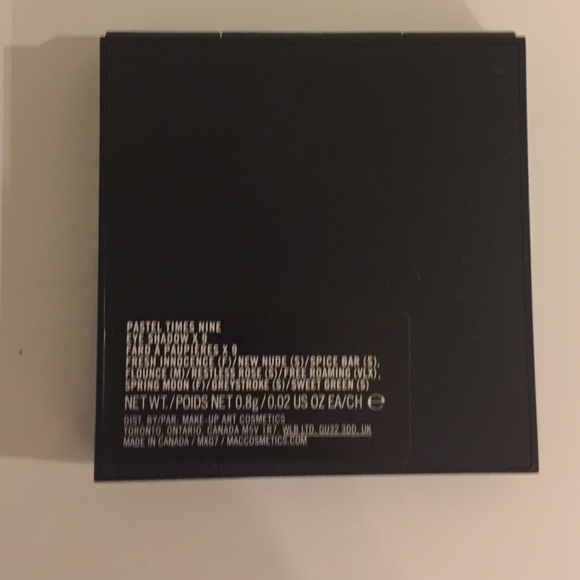 PASTEL TIMES NINE
EYE SHADOW X 9
FARD À PAUPIÈRES X 9
FRESH INNOCENCE (F)/NEW NUDE (S)/SPICE BAR (S),
FLOUNCE (M)/RESTLESS ROSE (S)/FREE ROAMING (VLX),
SPRING MOON (F)/GREYSTROKE (S)/SWEET GREEN (S)
NET WT./POIDS NET 0.8g/0.02 US OZ EA/CH ℮
DIST. BY/PAR. MAKE-UP ART COSMETICS
TORONTO, ONTARIO, CANADA M5V 1R7. WLB LTD, GU32 3DD, UK
MADE IN CANADA / MXG7 / MACCOSMETICS.COM